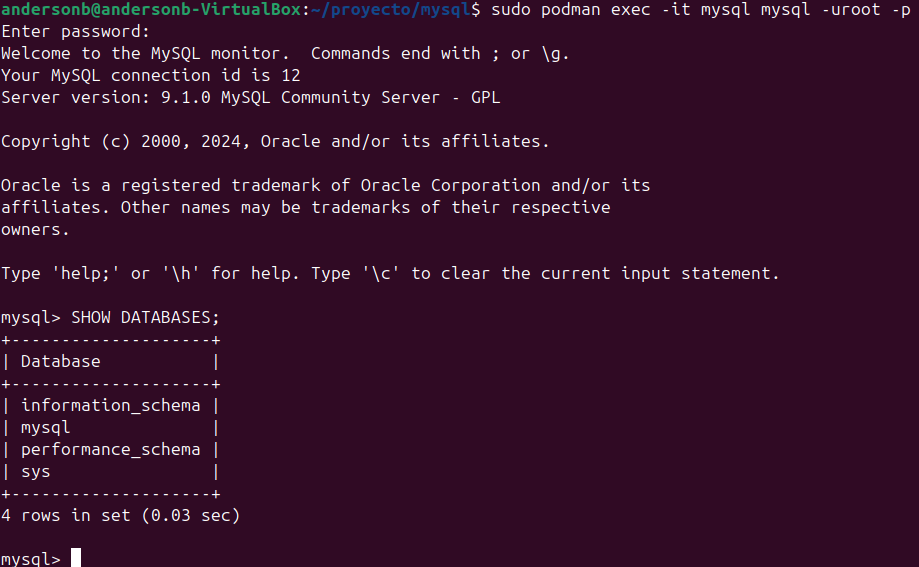 andersonb@andersonb-VirtualBox:~/proyecto/mysql$ sudo podman exec -it mysql mysql -uroot -p
Enter password:
Welcome to the MySQL monitor.  Commands end with ; or \g.
Your MySQL connection id is 12
Server version: 9.1.0 MySQL Community Server - GPL

Copyright (c) 2000, 2024, Oracle and/or its affiliates.

Oracle is a registered trademark of Oracle Corporation and/or its
affiliates. Other names may be trademarks of their respective
owners.

Type 'help;' or '\h' for help. Type '\c' to clear the current input statement.

mysql> SHOW DATABASES;
+--------------------+
| Database           |
+--------------------+
| information_schema |
| mysql              |
| performance_schema |
| sys                |
+--------------------+
4 rows in set (0.03 sec)

mysql>